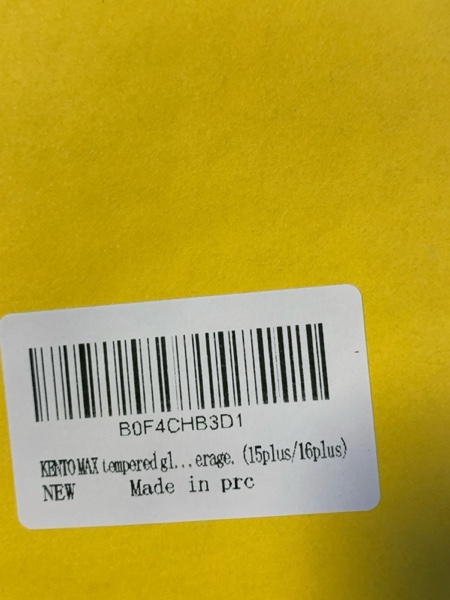 B0F4CHB3D1
KENTO MAX tempered gl...erage. (15plus/16plus)
NEW Made in prc